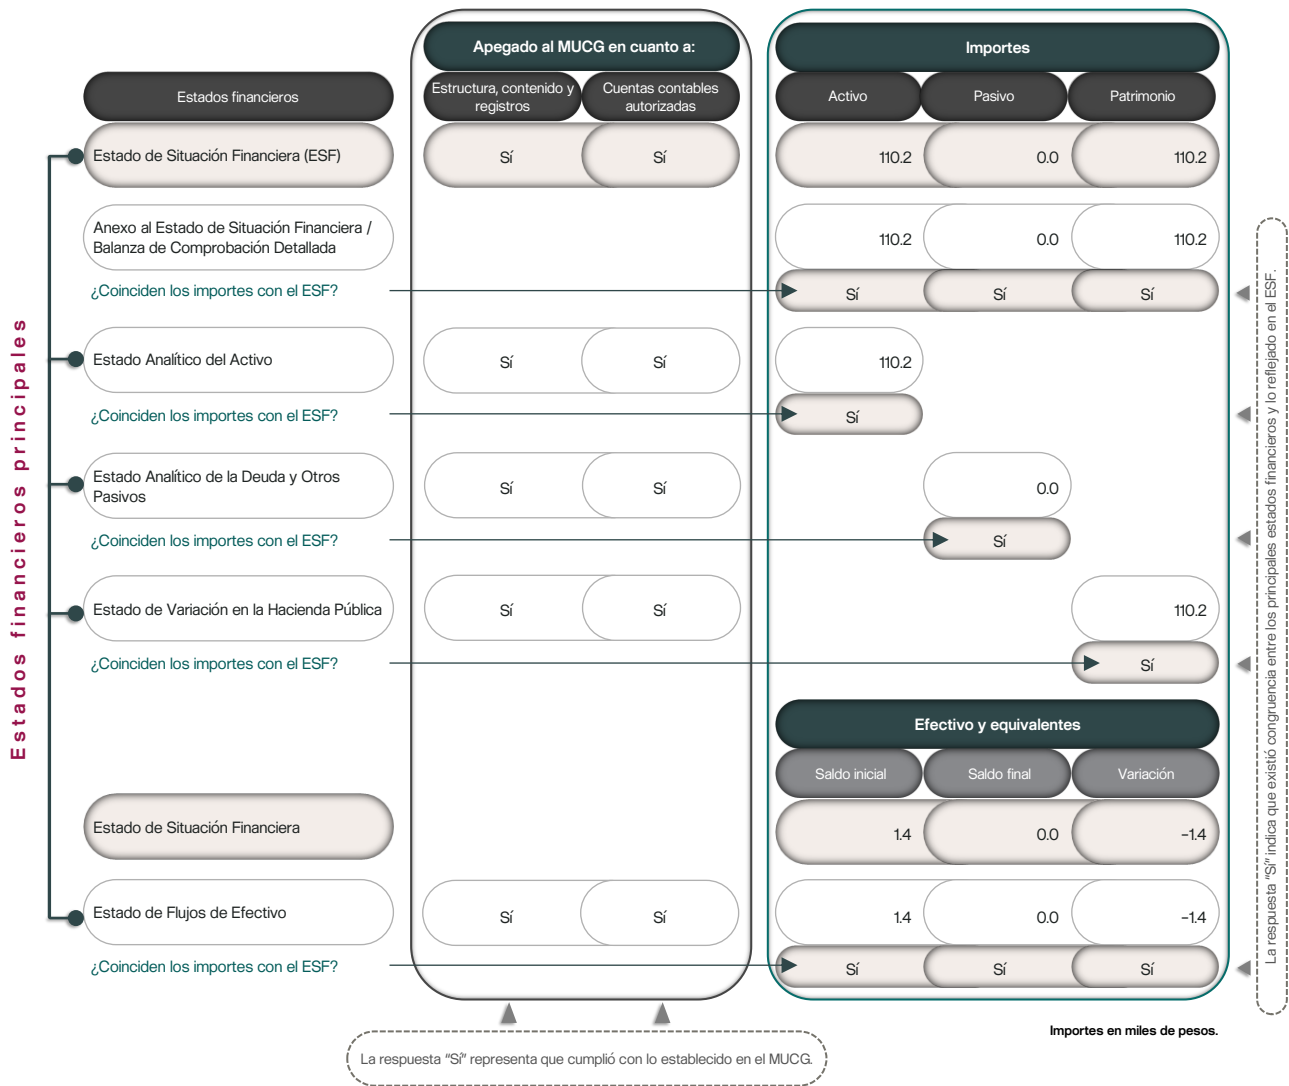 Apegado al MUCG en cuanto a:
Importes
Estados financieros
Estructura, contenido y
registros
Cuentas contables
autorizadas
Activo
Pasivo
Patrimonio
Estado de Situación Financiera (ESF)
Sí
Sí
110.2
0.0
110.2
Anexo al Estado de Situación Financiera /
Balanza de Comprobación Detallada
110.2
0.0
110.2
¿Coinciden los importes con el ESF?
Sí
Sí
Sí
Estado Analítico del Activo
Sí
Sí
110.2
¿Coinciden los importes con el ESF?
Sí
Estado Analítico de la Deuda y Otros
Pasivos
Sí
Sí
0.0
¿Coinciden los importes con el ESF?
Sí
Estado de Variación en la Hacienda Pública
Sí
Sí
110.2
¿Coinciden los importes con el ESF?
Sí
Efectivo y equivalentes
Saldo inicial
Saldo final
Variación
Estado de Situación Financiera
1.4
0.0
-1.4
Estado de Flujos de Efectivo
Sí
Sí
1.4
0.0
-1.4
¿Coinciden los importes con el ESF?
Sí
Sí
Sí
Estados financieros principales
La respuesta "Sí" indica que existió congruencia entre los principales estados financieros y lo reflejado en el ESF.
Importes en miles de pesos.
La respuesta "Sí" representa que cumplió con lo establecido en el MUCG.